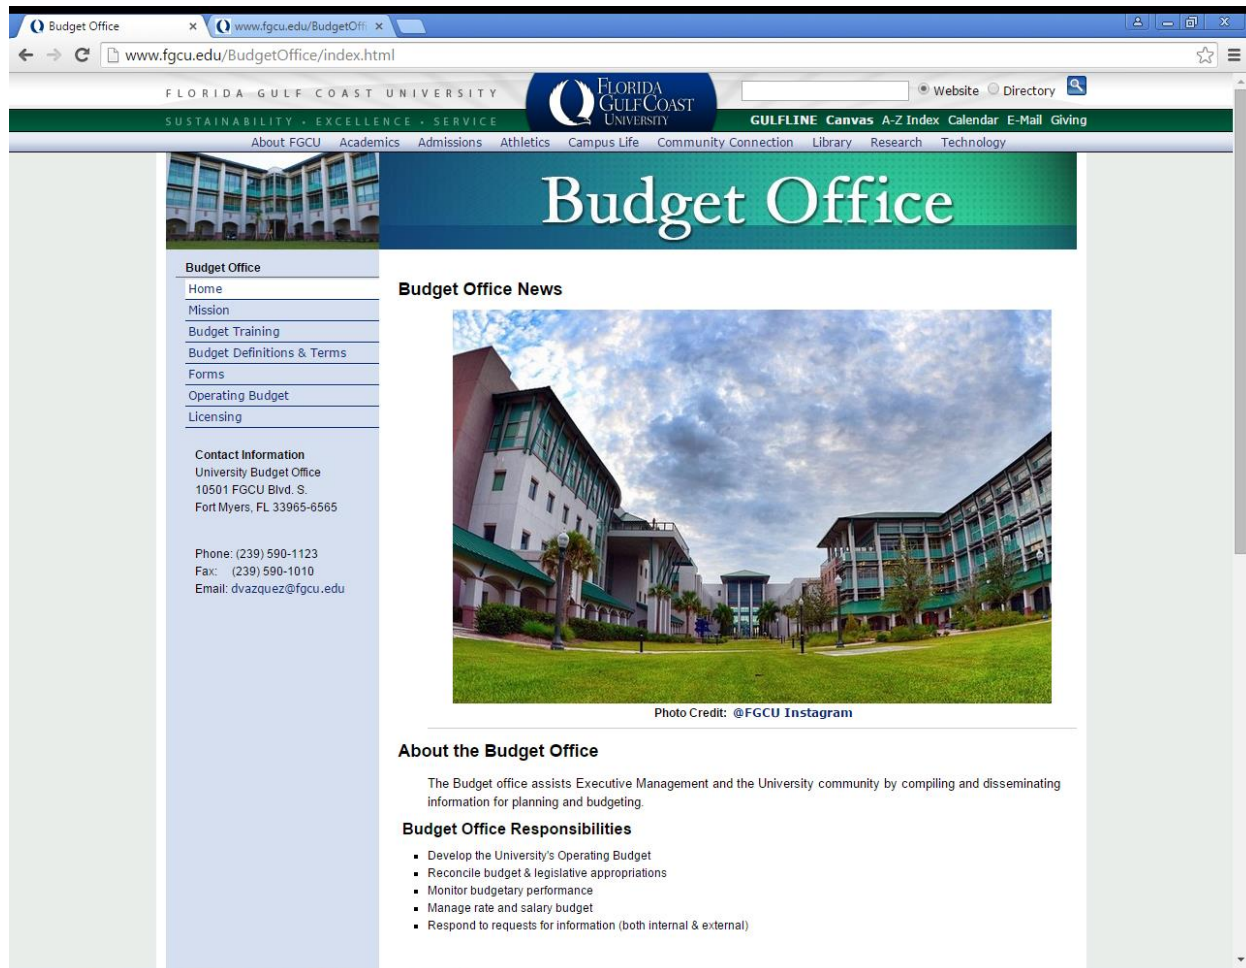 Budget Office
www.fgcu.edu/BudgetOffi
www.fgcu.edu/BudgetOffice/index.html
FLORIDA GULF COAST UNIVERSITY
FLORIDA
GULF COAST
UNIVERSITY
Website Directory
SUSTAINABILITY · EXCELLENCE · SERVICE
GULFLINE Canvas A-Z Index Calendar E-Mail Giving
About FGCU Academics Admissions Athletics Campus Life Community Connection Library Research Technology
Budget Office
Budget Office
Home
Mission
Budget Training
Budget Definitions & Terms
Forms
Operating Budget
Licensing
Contact Information
University Budget Office
10501 FGCU Blvd. S.
Fort Myers, FL 33965-6565
Phone: (239) 590-1123
Fax: (239) 590-1010
Email: dvazquez@fgcu.edu
Budget Office News
Photo Credit: @FGCU Instagram
About the Budget Office
The Budget office assists Executive Management and the University community by compiling and disseminating
information for planning and budgeting.
Budget Office Responsibilities
Develop the University's Operating Budget
Reconcile budget & legislative appropriations
Monitor budgetary performance
Manage rate and salary budget
Respond to requests for information (both internal & external)